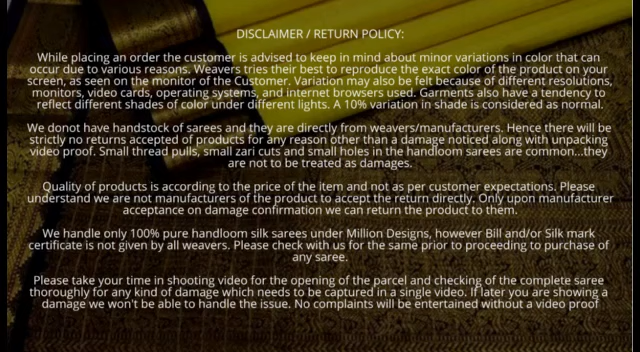 DISCLAIMER / RETURN POLICY:
While placing an order the customer is advised to keep in mind about minor variations in color that can
occur due to various reasons. Weavers tries their best to reproduce the exact color of the product on your
screen, as seen on the monitor of the Customer. Variation may also be felt because of different resolutions,
monitors, video cards, operating systems, and internet browsers used. Garments also have a tendency to
reflect different shades of color under different lights. A 10% variation in shade is considered as normal.
We donot have handstock of sarees and they are directly from weavers/manufacturers. Hence there will be
strictly no returns accepted of products for any reason other than a damage noticed along with unpacking
video proof. Small thread pulls, small zari cuts and small holes in the handloom sarees are common...they
are not to be treated as damages.
Quality of products is according to the price of the item and not as per customer expectations. Please
understand we are not manufacturers of the product to accept the return directly. Only upon manufacturer
acceptance on damage confirmation we can return the product to them.
We handle only 100% pure handloom silk sarees under Million Designs, however Bill and/or Silk mark
certificate is not given by all weavers. Please check with us for the same prior to proceeding to purchase of
any saree.
Please take your time in shooting video for the opening of the parcel and checking of the complete saree
thoroughly for any kind of damage which needs to be captured in a single video. If later you are showing a
damage we won't be able to handle the issue. No complaints will be entertained without a video proof